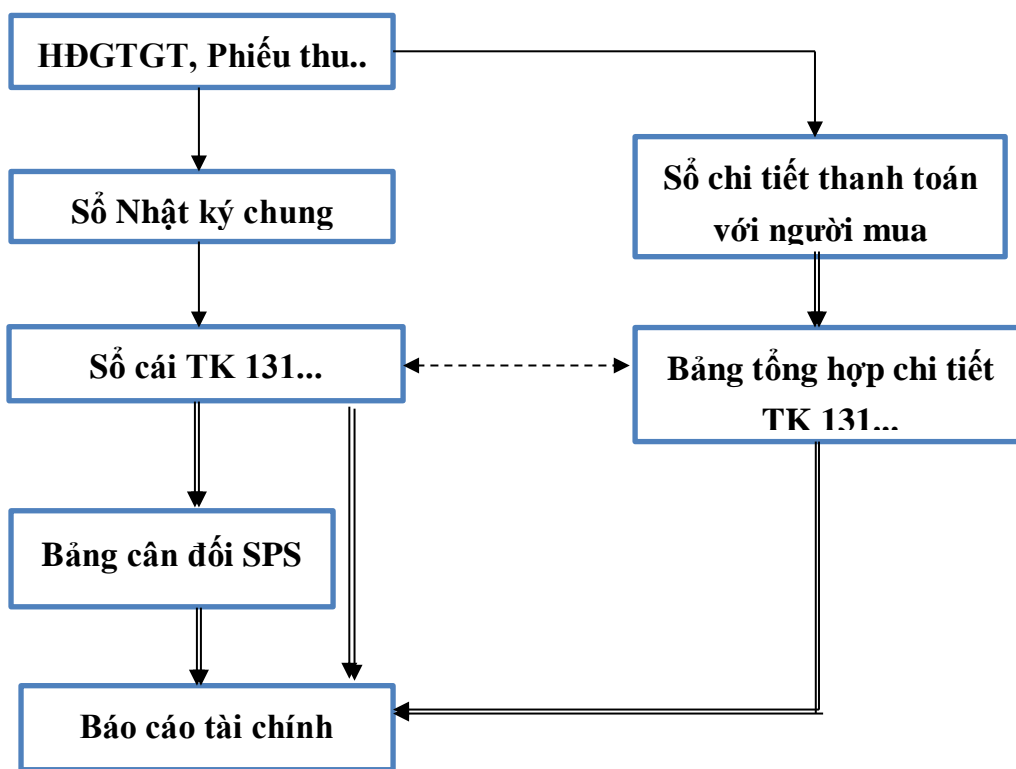 HĐGTGT, Phiếu thu..
Sổ Nhật ký chung
Sổ chi tiết thanh toán
với người mua
Sổ cái TK 131...
Bảng tổng hợp chi tiết
TK 131...
Bảng cân đối SPS
Báo cáo tài chính